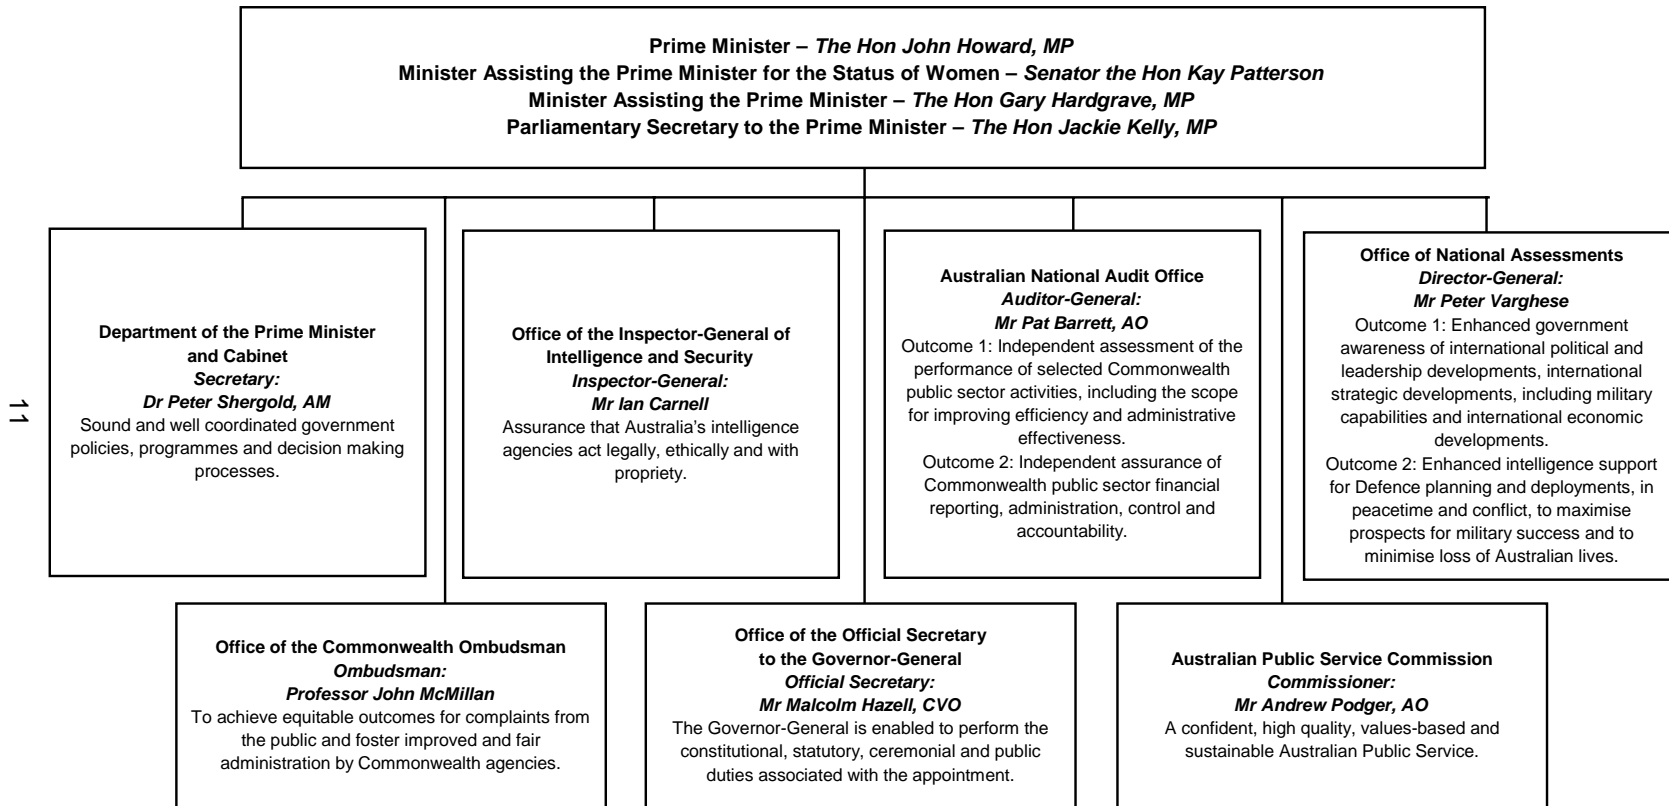 Prime Minister – The Hon John Howard, MP
Minister Assisting the Prime Minister for the Status of Women – Senator the Hon Kay Patterson
Minister Assisting the Prime Minister – The Hon Gary Hardgrave, MP
Parliamentary Secretary to the Prime Minister – The Hon Jackie Kelly, MP
Department of the Prime Minister
and Cabinet
Secretary:
Dr Peter Shergold, AM
Sound and well coordinated government
policies, programmes and decision making
processes.
Office of the Inspector-General of
Intelligence and Security
Inspector-General:
Mr Ian Carnell
Assurance that Australia’s intelligence
agencies act legally, ethically and with
propriety.
Australian National Audit Office
Auditor-General:
Mr Pat Barrett, AO
Outcome 1: Independent assessment of the
performance of selected Commonwealth
public sector activities, including the scope
for improving efficiency and administrative
effectiveness.
Outcome 2: Independent assurance of
Commonwealth public sector financial
reporting, administration, control and
accountability.
Office of National Assessments
Director-General:
Mr Peter Varghese
Outcome 1: Enhanced government
awareness of international political and
leadership developments, international
strategic developments, including military
capabilities and international economic
developments.
Outcome 2: Enhanced intelligence support
for Defence planning and deployments, in
peacetime and conflict, to maximise
prospects for military success and to
minimise loss of Australian lives.
11
Office of the Commonwealth Ombudsman
Ombudsman:
Professor John McMillan
To achieve equitable outcomes for complaints from
the public and foster improved and fair
administration by Commonwealth agencies.
Office of the Official Secretary
to the Governor-General
Official Secretary:
Mr Malcolm Hazell, CVO
The Governor-General is enabled to perform the
constitutional, statutory, ceremonial and public
duties associated with the appointment.
Australian Public Service Commission
Commissioner:
Mr Andrew Podger, AO
A confident, high quality, values-based and
sustainable Australian Public Service.